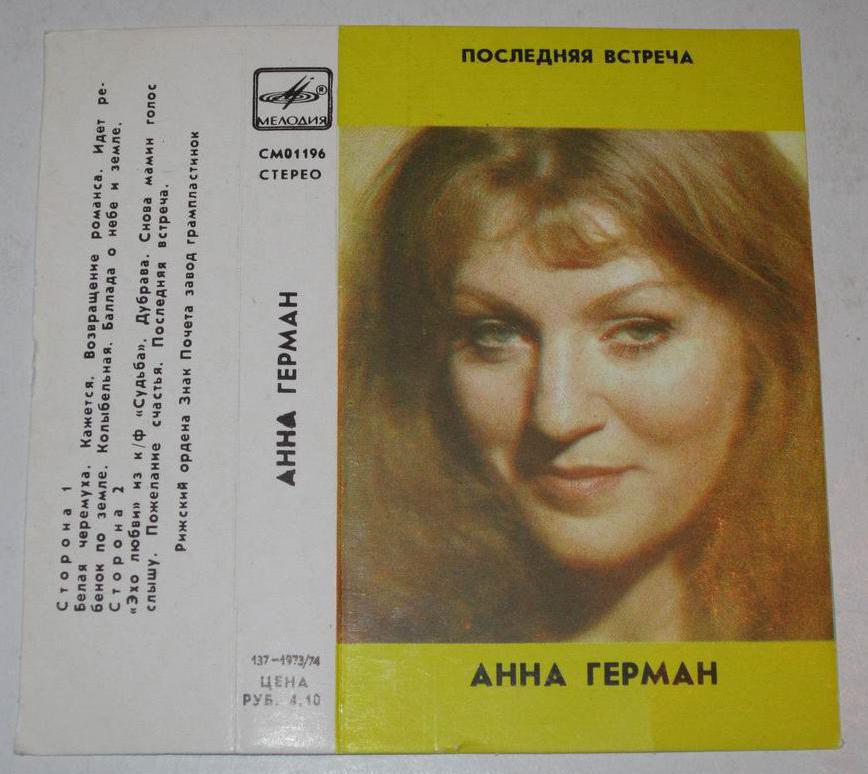 ПОСЛЕДНЯЯ ВСТРЕЧА
АННА ГЕРМАН
МЕЛОДИЯ
®
СМ01196
СТЕРЕО
АННА ГЕРМАН
137—1973/74
ЦЕНА
РУБ. 4.10
Сторона 1
Белая черемуха. Кажется. Возвращение романса. Идет ре-
бенок по земле. Колыбельная. Баллада о небе и земле.
Сторона 2
«Эхо любви» из к/ф «Судьба». Дубрава. Снова мамин голос
слышу. Пожелание счастья. Последняя встреча.
Рижский ордена Знак Почета завод грампластинок